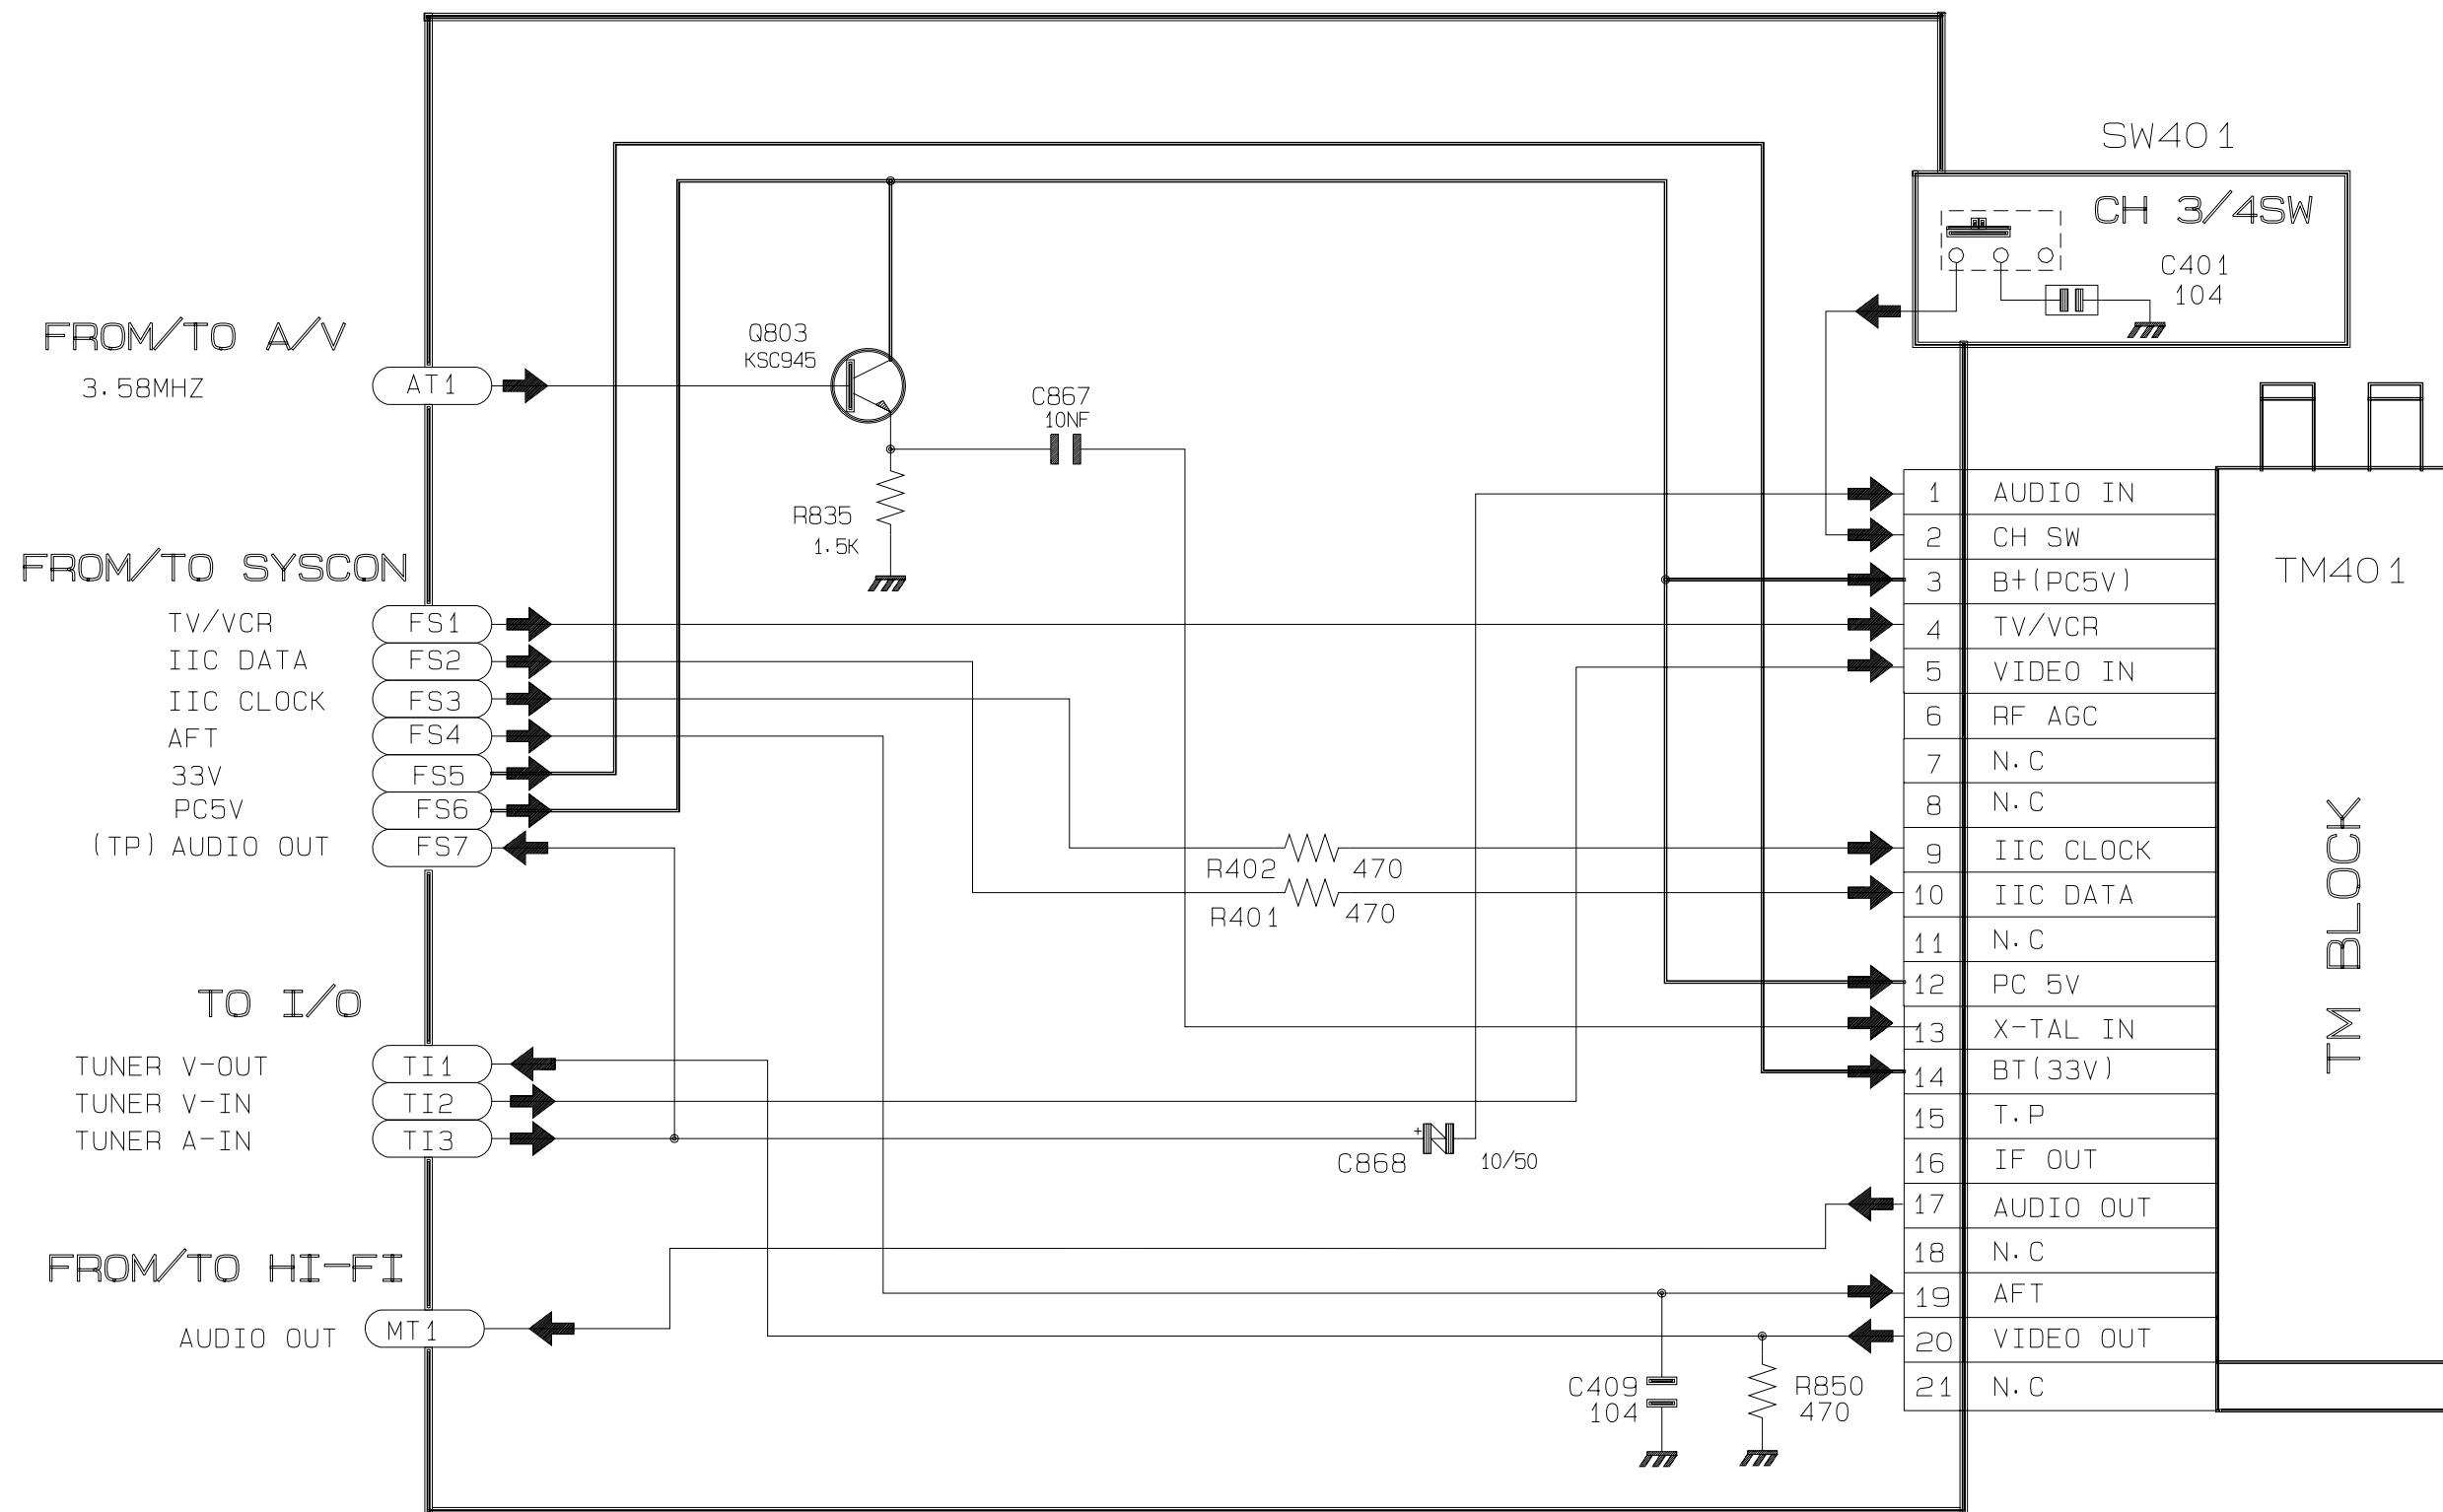 SW401
CH 3/4SW
C401
104
FROM/TO A/V
3.58MHZ
AT1
Q803
KSC945
C867
10NF
R835
1.5K
FROM/TO SYSCON
TV/VCR FS1
IIC DATA FS2
IIC CLOCK FS3
AFT FS4
33V FS5
PC5V FS6
(TP) AUDIO OUT FS7
R402 470
R401 470
TO I/O
TUNER V-OUT TI1
TUNER V-IN TI2
TUNER A-IN TI3
+
C868 10/50
FROM/TO HI-FI
AUDIO OUT MT1
C409
104
R850
470
1 AUDIO IN
2 CH SW
3 B+(PC5V)
4 TV/VCR
5 VIDEO IN
6 RF AGC
7 N.C
8 N.C
9 IIC CLOCK
10 IIC DATA
11 N.C
12 PC 5V
13 X-TAL IN
14 BT(33V)
15 T.P
16 IF OUT
17 AUDIO OUT
18 N.C
19 AFT
20 VIDEO OUT
21 N.C
TM401
TM BLOCK